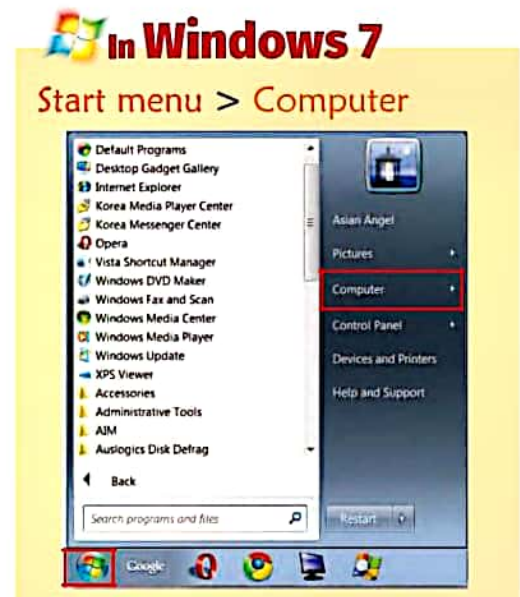 In Windows 7
Start menu > Computer
Default Programs
Desktop Gadget Gallery
Internet Explorer
Korea Media Player Center
Korea Messenger Center
Opera
Vista Shortcut Manager
Windows DVD Maker
Windows Fax and Scan
Windows Media Center
Windows Media Player
Windows Update
XPS Viewer
Accessories
Administrative Tools
AIM
Auslogics Disk Defrag
Back
Search programs and files
Asian Angel
Pictures
Computer
Control Panel
Devices and Printers
Help and Support
Restart
Google